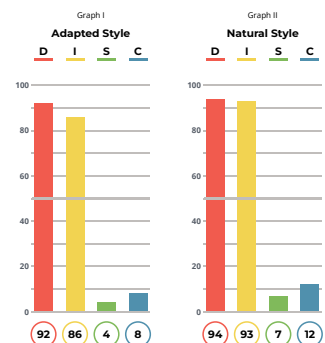 Graph I
Adapted Style
D I S C
100
80
60
40
20
0
92 86 4 8
Graph II
Natural Style
D I S C
100
80
60
40
20
0
94 93 7 12